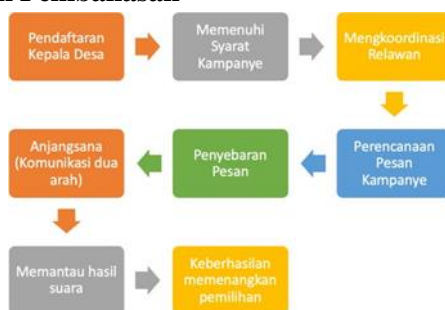 Pembahasan
Pendaftaran
Kepala Desa
Memenuhi
Syarat
Kampanye
Mengkoordinasi
Relawan
Perencanaan
Pesan
Kampanye
Penyebaran
Pesan
Anjangsana
(Komunikasi dua
arah)
Memantau hasil
suara
Keberhasilan
memenangkan
pemilihan